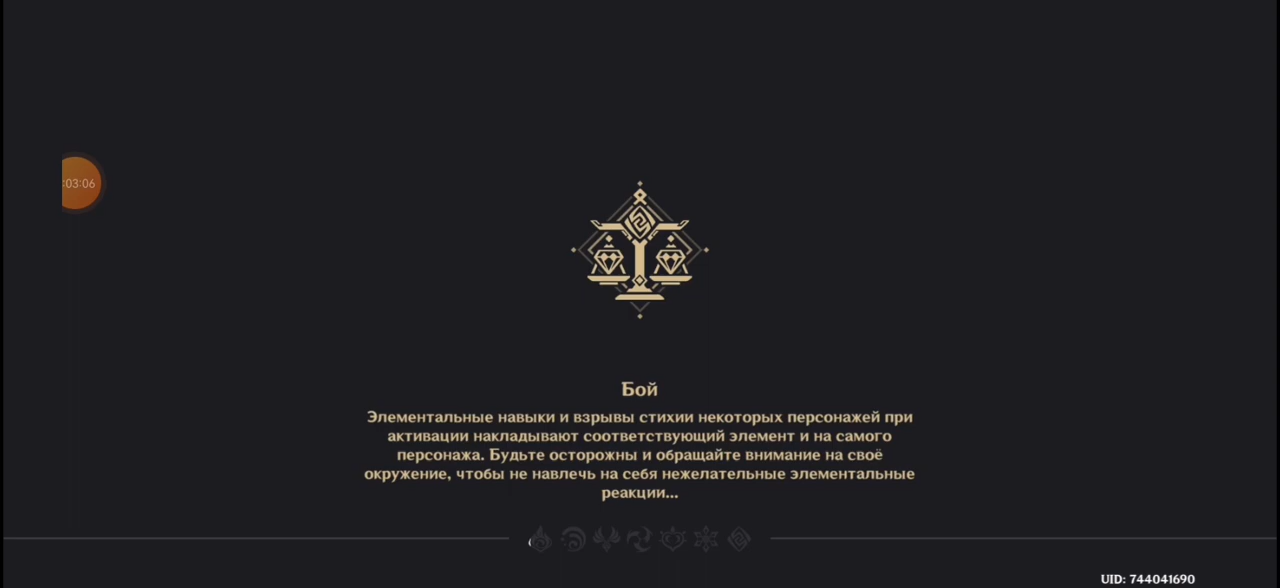 :03:06
Бой
Элементальные навыки и взрывы стихии некоторых персонажей при
активации накладывают соответствующий элемент и на самого
персонажа. Будьте осторожны и обращайте внимание на своё
окружение, чтобы не навлечь на себя нежелательные элементальные
реакции...
UID: 744041690